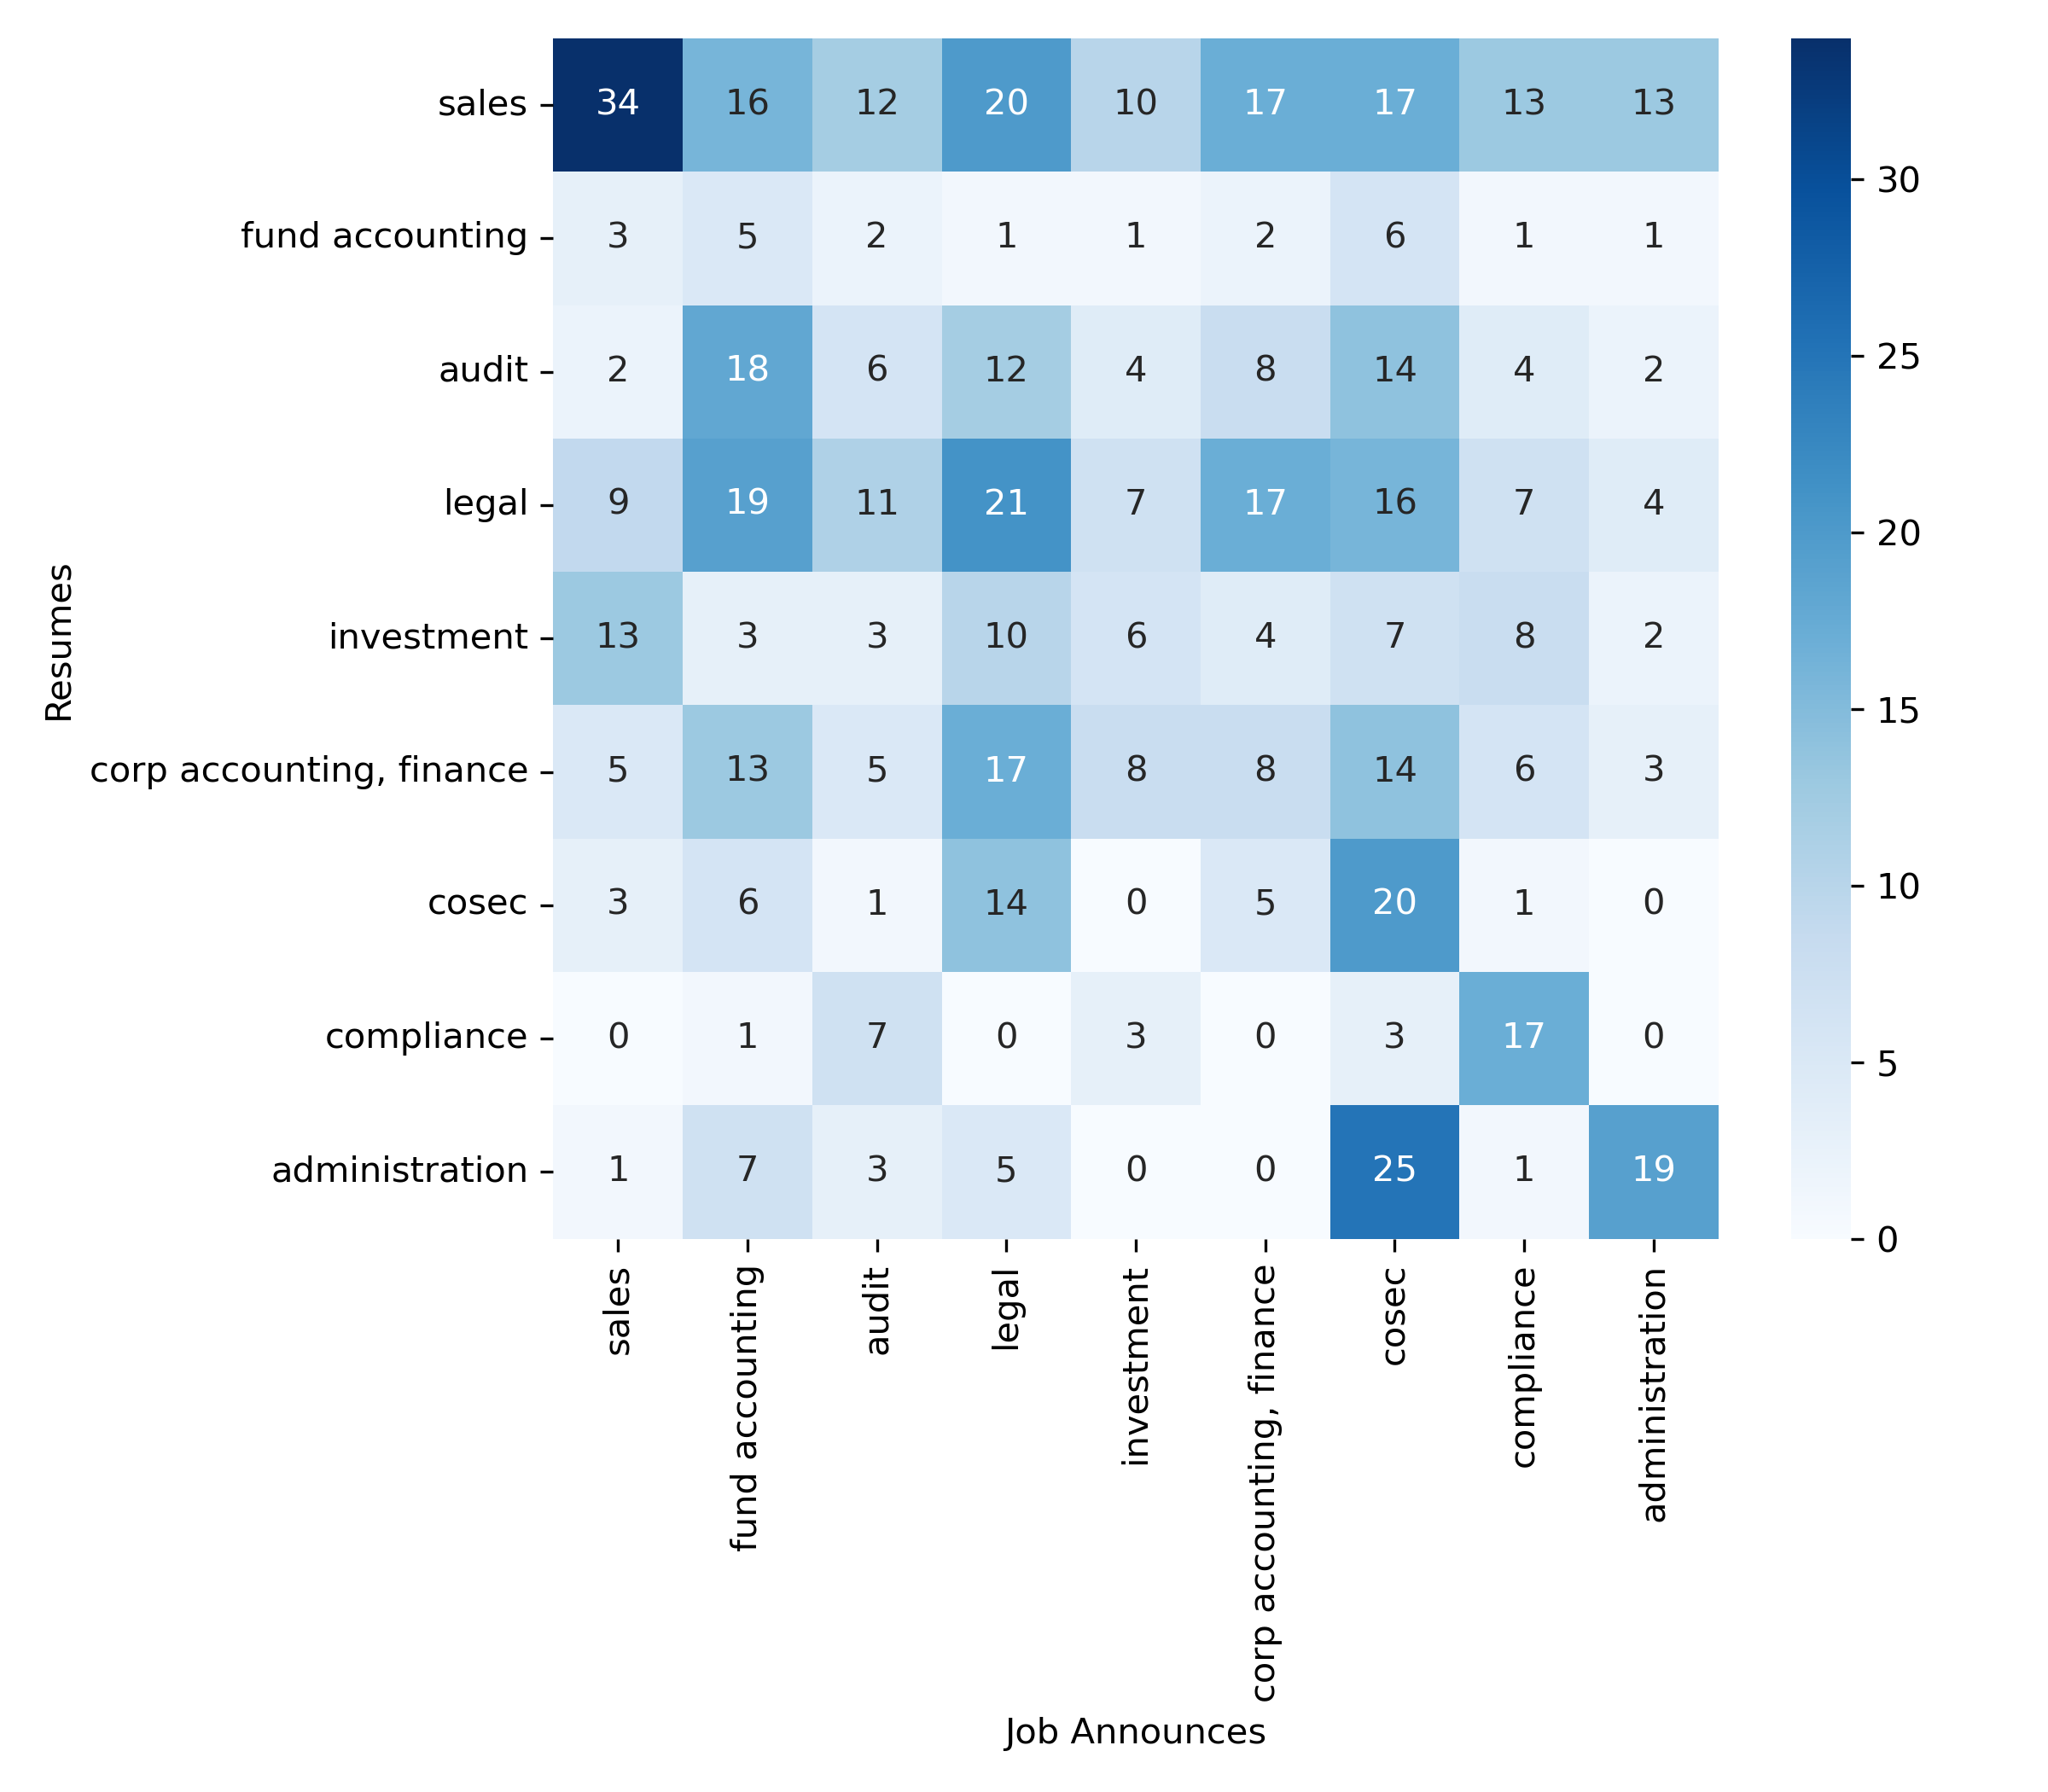 sales 34 16 12 20 10 17 17 13 13
fund accounting 3 5 2 1 1 2 6 1 1
audit 2 18 6 12 4 8 14 4 2
legal 9 19 11 21 7 17 16 7 4
investment 13 3 3 10 6 4 7 8 2
corp accounting, finance 5 13 5 17 8 8 14 6 3
cosec 3 6 1 14 0 5 20 1 0
compliance 0 1 7 0 3 0 3 17 0
administration 1 7 3 5 0 0 25 1 19
Resumes
sales
fund accounting
audit
legal
investment
corp accounting, finance
cosec
compliance
administration
Job Announces
30
25
20
15
10
5
0